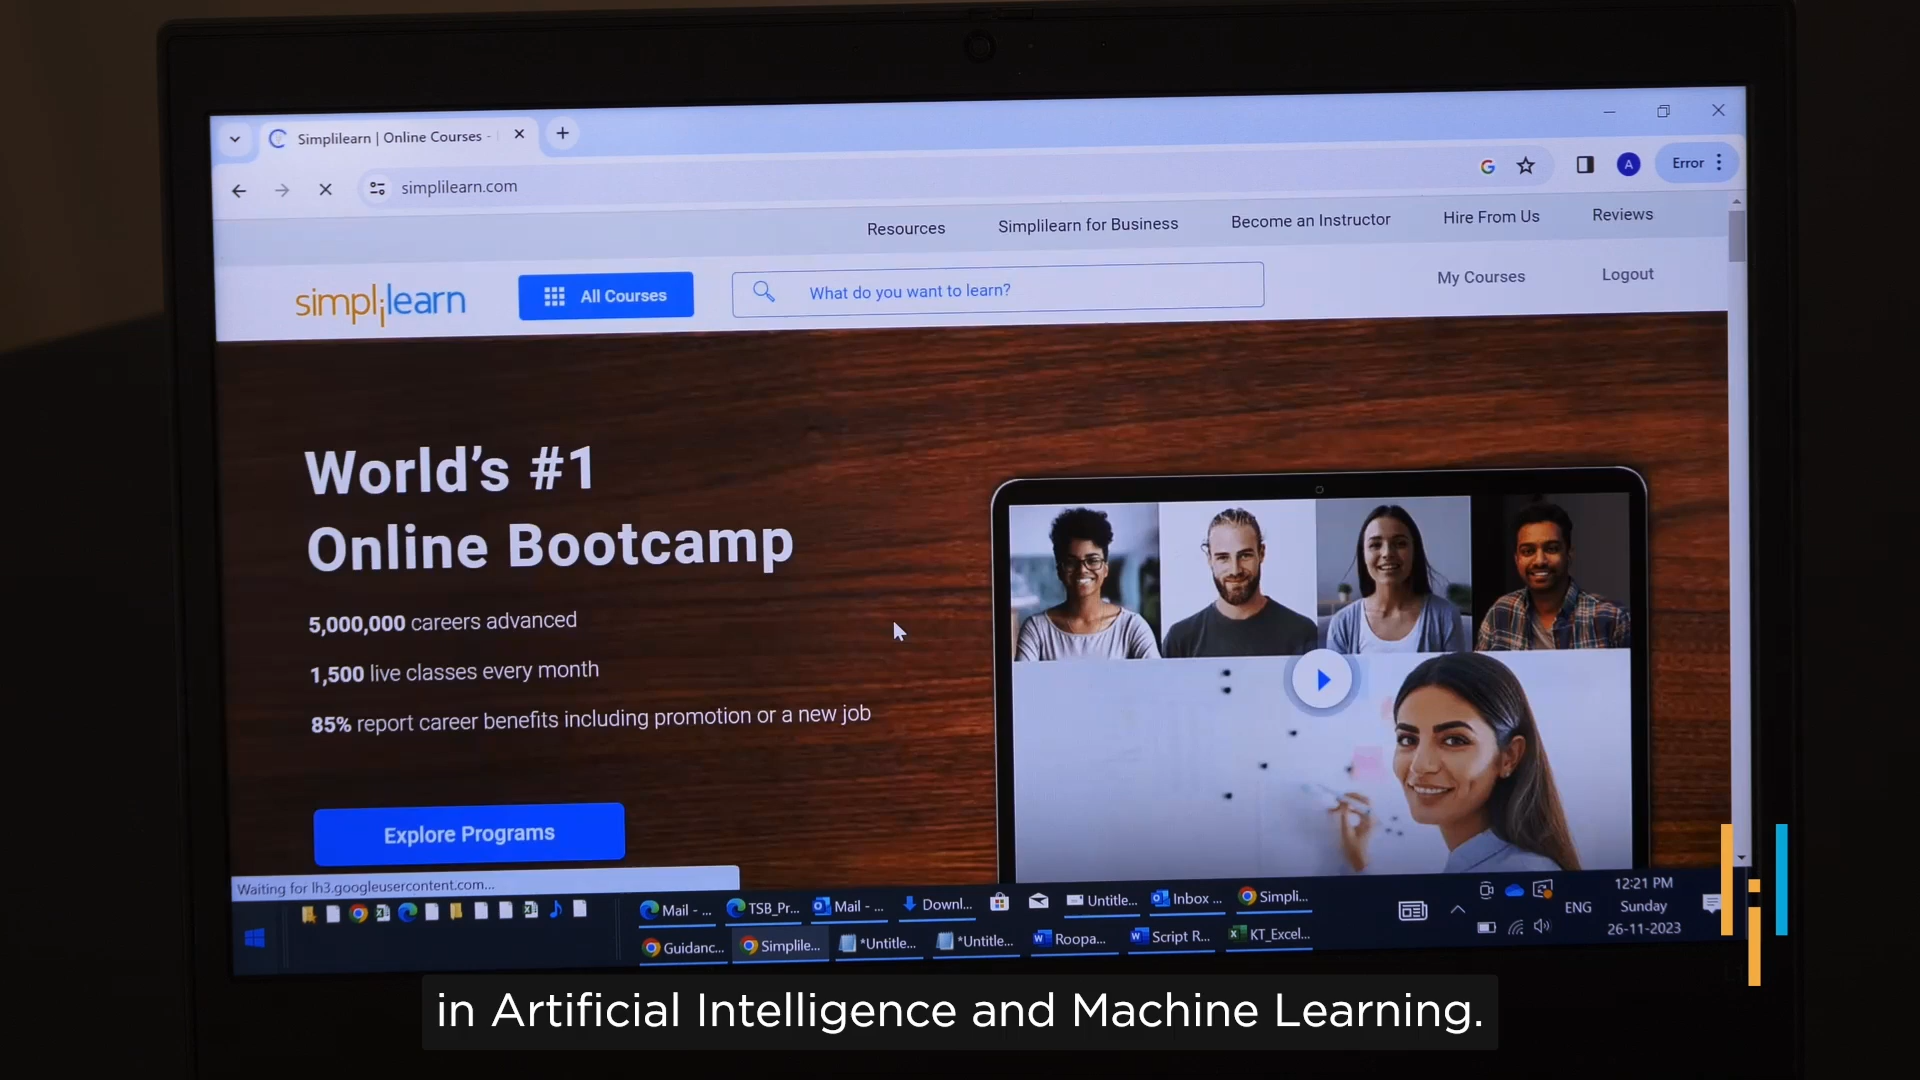 Simplilearn | Online Courses -
simplilearn.com
Error
A
Resources
Simplilearn for Business
Become an Instructor
Hire From Us
Reviews
simplilearn
All Courses
What do you want to learn?
My Courses
Logout
World's #1
Online Bootcamp
5,000,000 careers advanced
1,500 live classes every month
85% report career benefits including promotion or a new job
Explore Programs
Waiting for lh3.googleusercontent.com...
Mail - ...
TSB_Pr...
Mail - ...
Downl...
Untitle...
Inbox ...
Simpli...
Guidanc...
Simplile...
*Untitle...
*Untitle...
Roopa...
Script R...
KT_Excel...
ENG
12:21 PM
Sunday
26-11-2023
in Artificial Intelligence and Machine Learning.